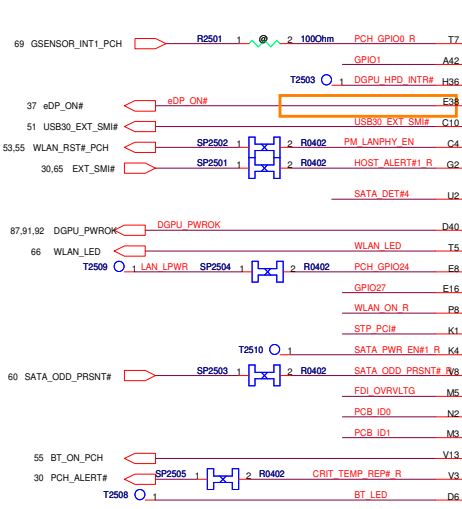 69 GSENSOR_INT1_PCH R2501 1 @ 2 100Ohm PCH_GPIO0_R T7
GPIO1 A42
T2503 1 DGPU_HPD_INTR# H36
37 eDP_ON# eDP_ON# E38
51 USB30_EXT_SMI# USB30_EXT_SMI# C10
53,55 WLAN_RST#_PCH SP2502 1 2 R0402 PM_LANPHY_EN C4
30,65 EXT_SMI# SP2501 1 2 R0402 HOST_ALERT#1_R G2
SATA_DET#4 U2
87,91,92 DGPU_PWROK DGPU_PWROK D40
66 WLAN_LED WLAN_LED T5
T2509 1 LAN_LPWR SP2504 1 2 R0402 PCH_GPIO24 E8
GPIO27 E16
WLAN_ON_R P8
STP_PCI# K1
T2510 1 SATA_PWR_EN#1_R K4
60 SATA_ODD_PRSNT# SP2503 1 2 R0402 SATA_ODD_PRSNT#_R V8
FDI_OVRVLTG M5
PCB_ID0 N2
PCB_ID1 M3
55 BT_ON_PCH V13
30 PCH_ALERT# SP2505 1 2 R0402 CRIT_TEMP_REP#_R V3
T2508 1 BT_LED D6